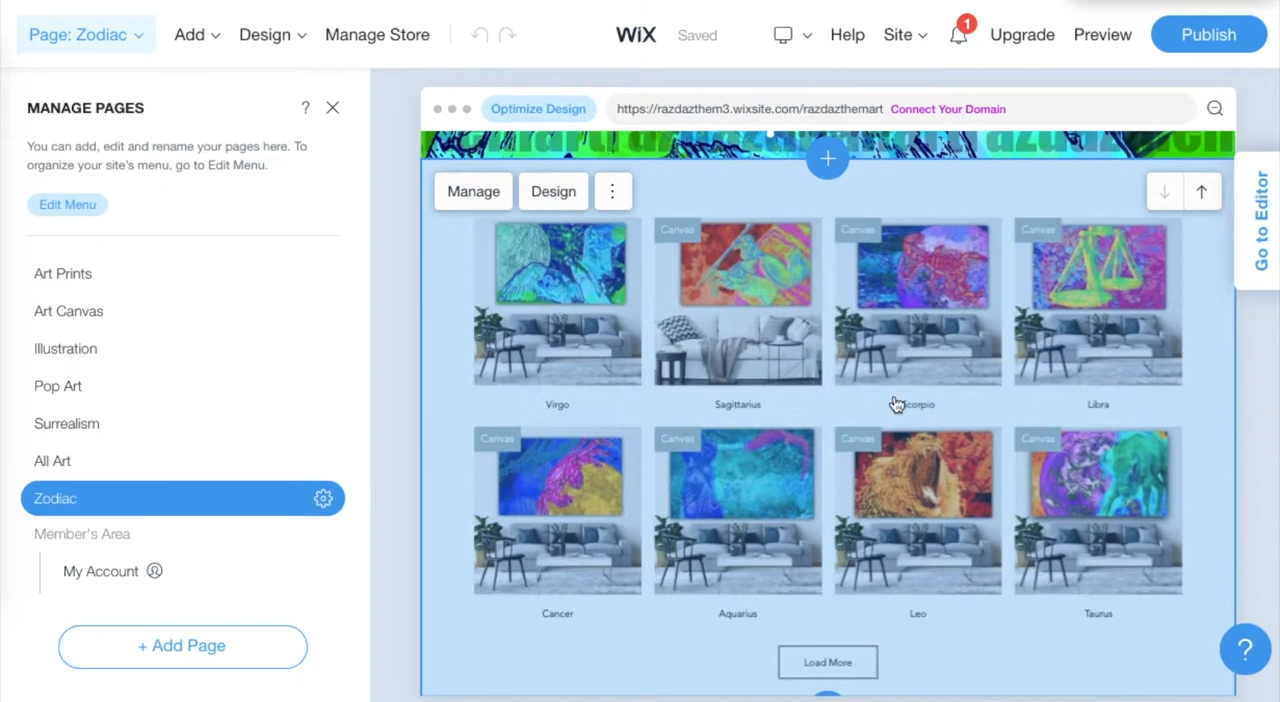 Page: Zodiac
Add
Design
Manage Store
WiX
Saved
Help
Site
1
Upgrade
Preview
Publish
MANAGE PAGES
?
You can add, edit and rename your pages here. To
organize your site's menu, go to Edit Menu.
Edit Menu
Art Prints
Art Canvas
Illustration
Pop Art
Surrealism
All Art
Zodiac
Member's Area
My Account
+ Add Page
Optimize Design
https://razdazthem3.wixsite.com/razdazthemart
Connect Your Domain
Manage
Design
Go to Editor
Canvas
Canvas
Canvas
Virgo
Sagittarius
Libra
Canvas
Canvas
Canvas
Canvas
Cancer
Aquarius
Leo
Taurus
Load More
?